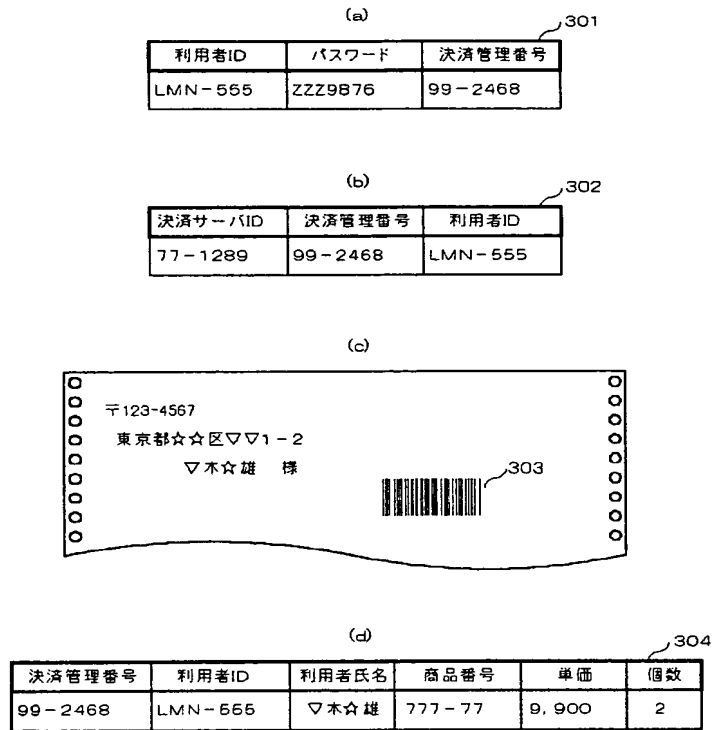 (a)
301
利用者ID パスワード 決済管理番号
LMN-555 ZZZ9876 99-2468
(b)
302
決済サーバID 決済管理番号 利用者ID
77-1289 99-2468 LMN-555
(c)
〒123-4567
東京都☆☆区▽▽1-2
▽木☆雄 様
303
(d)
304
決済管理番号 利用者ID 利用者氏名 商品番号 単価 個数
99-2468 LMN-555 ▽木☆雄 777-77 9,900 2